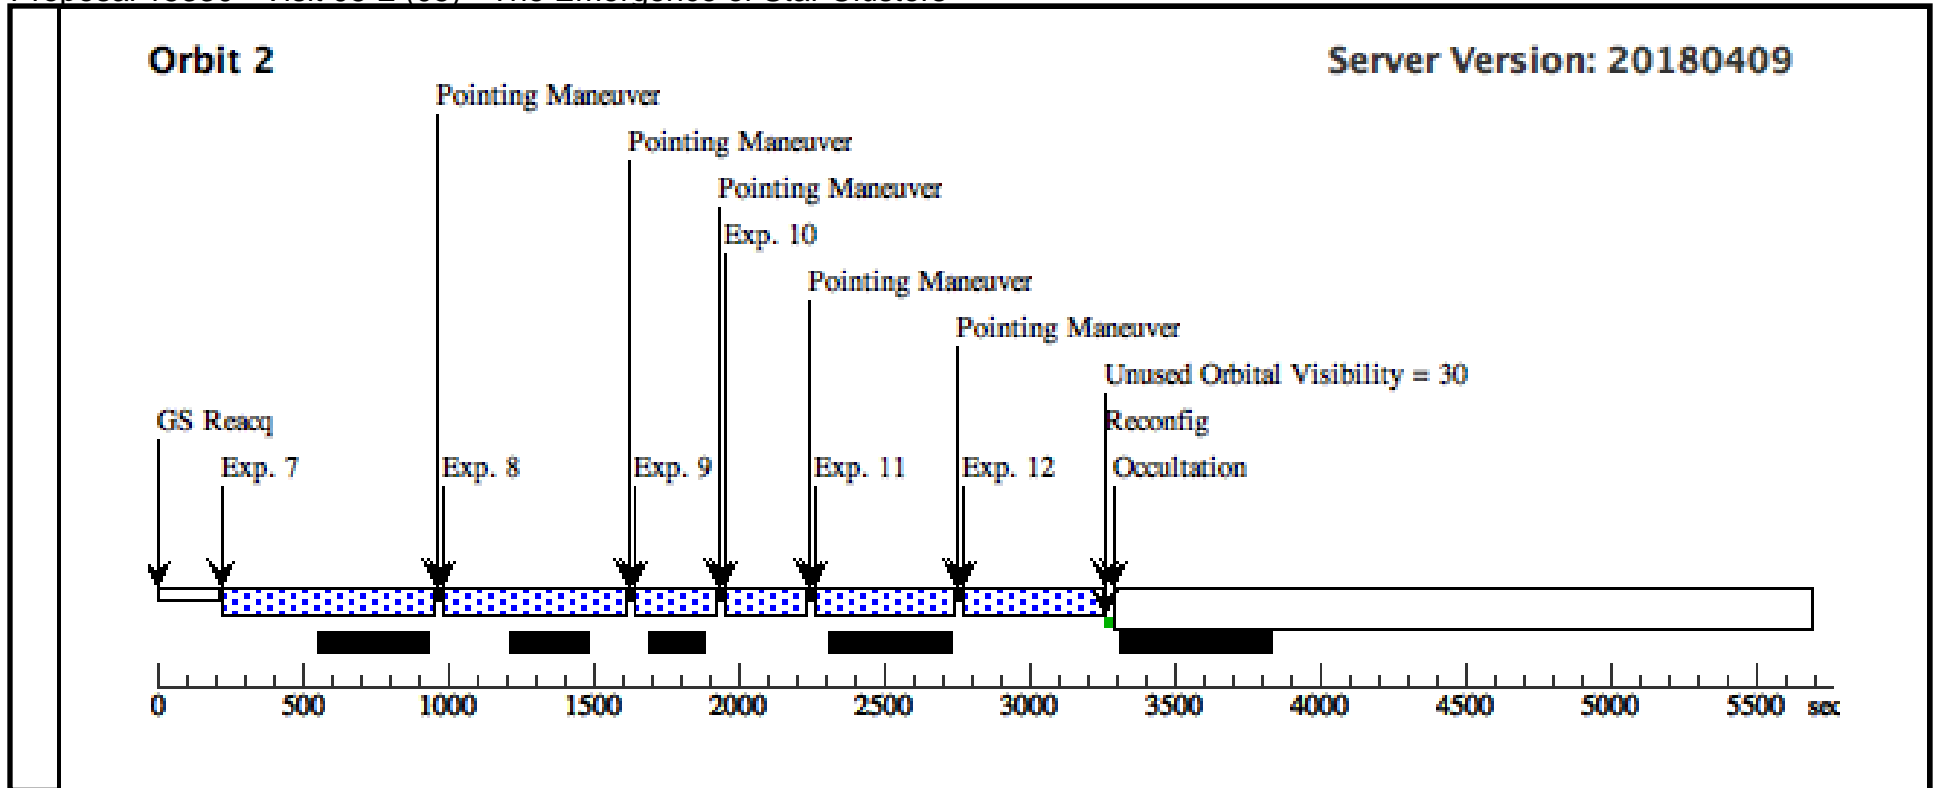 Orbit 2
Server Version: 20180409
Pointing Maneuver
Pointing Maneuver
Pointing Maneuver
Exp. 10
Pointing Maneuver
Pointing Maneuver
Unused Orbital Visibility = 30
GS Reacq
Reconfig
Exp. 7
Exp. 8
Exp. 9
Exp. 11
Exp. 12
Occultation
0 500 1000 1500 2000 2500 3000 3500 4000 4500 5000 5500 sec